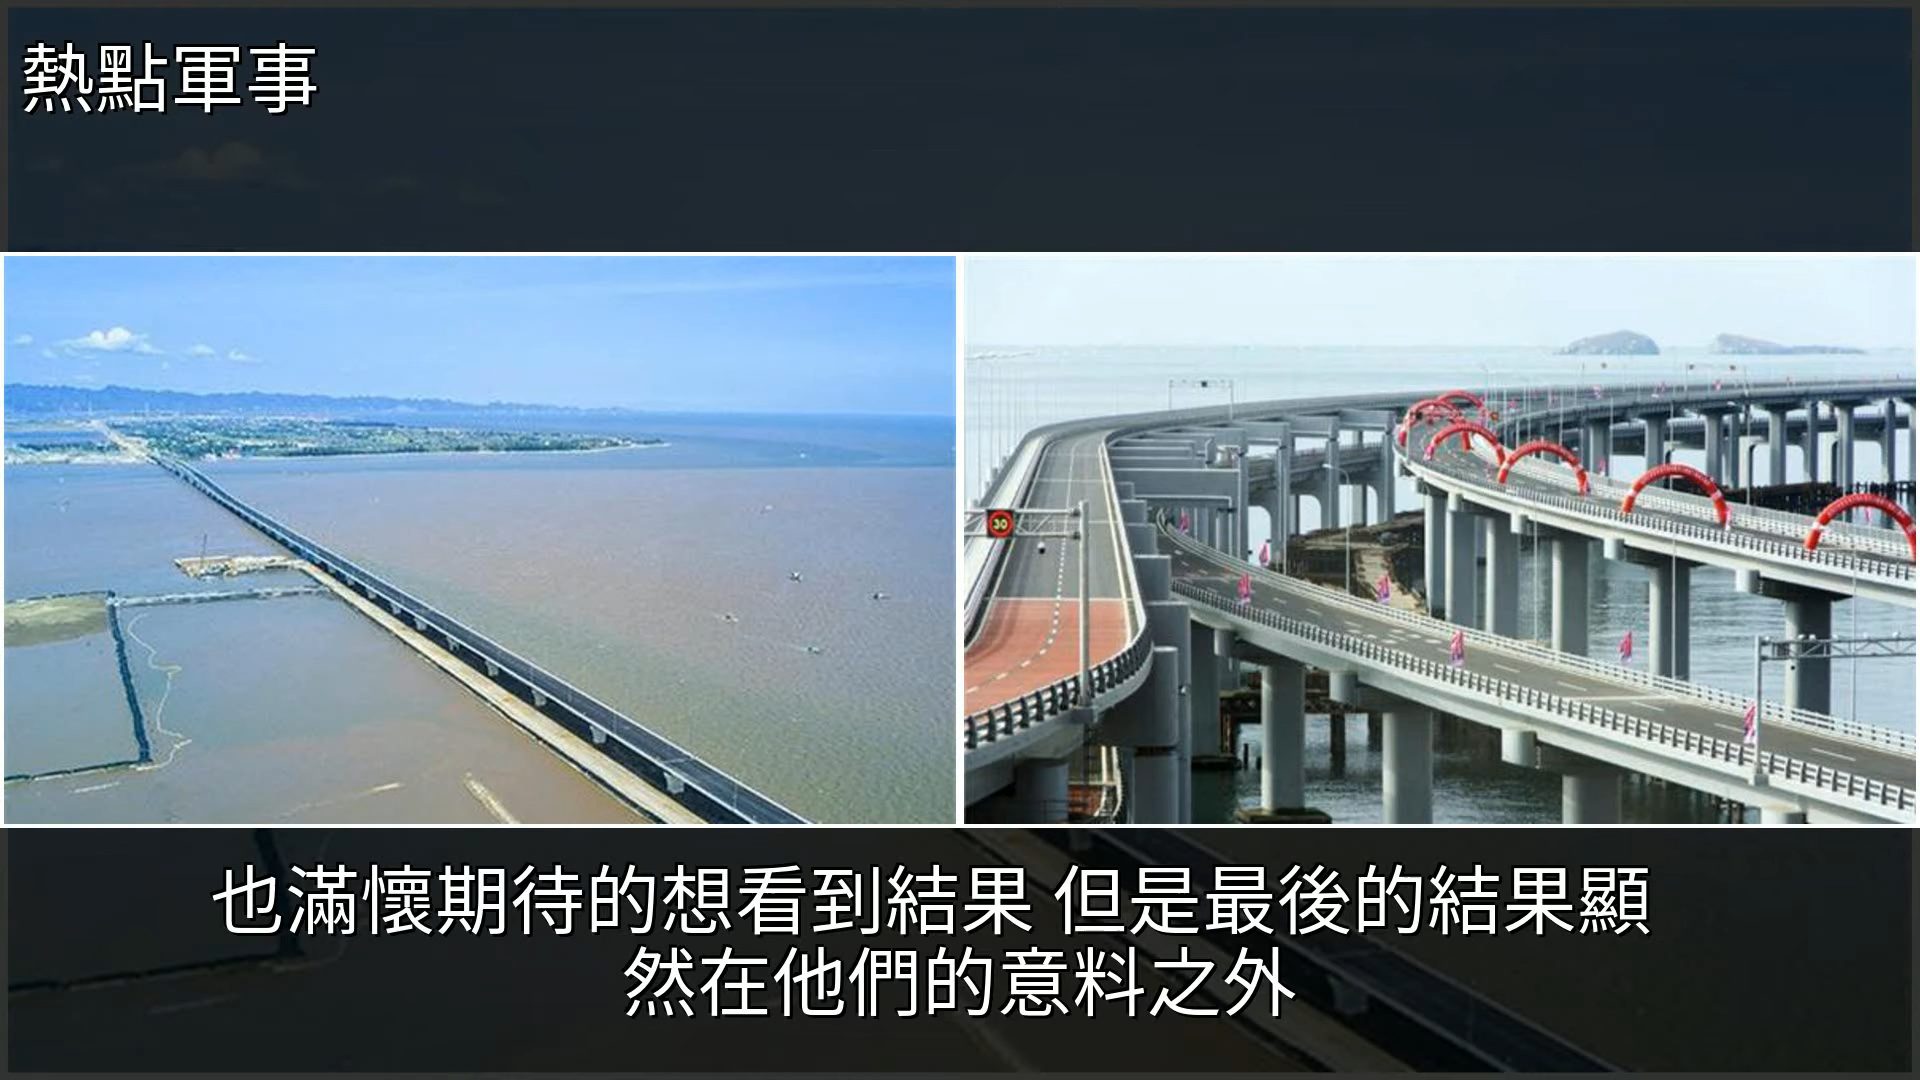 熱點軍事
30
也滿懷期待的想看到結果 但是最後的結果顯
然在他們的意料之外